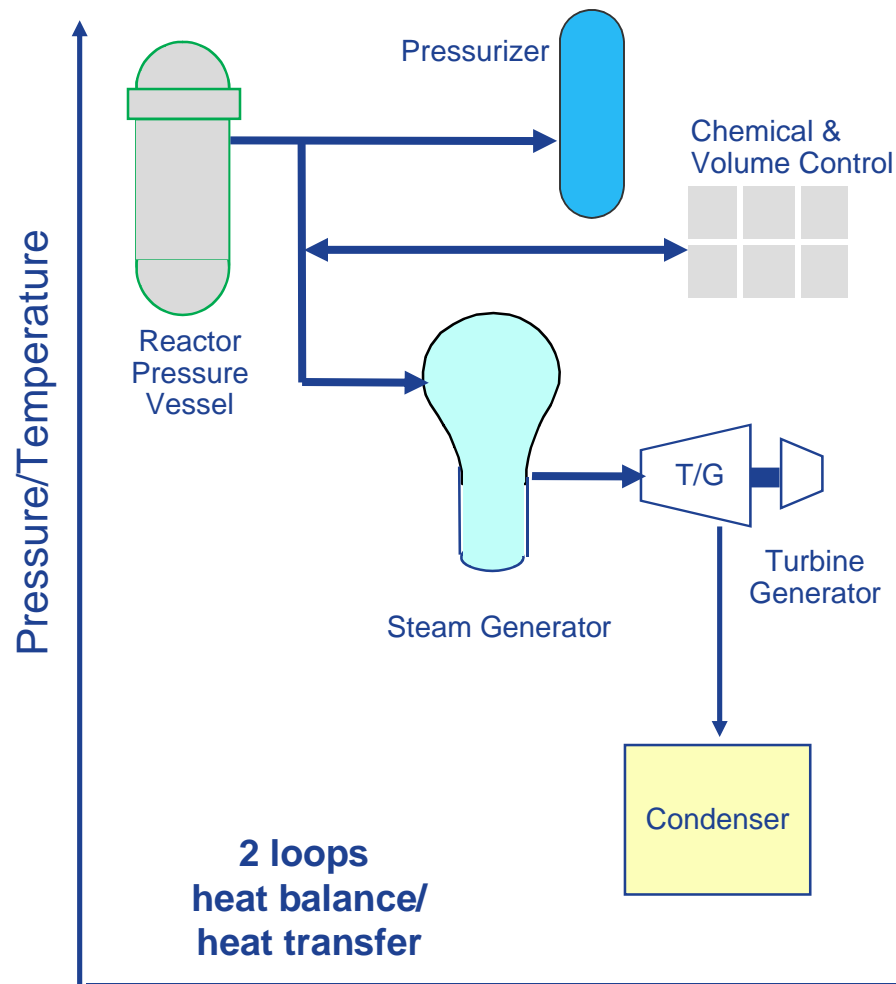 Pressurizer
Chemical &
Volume Control
Pressure/Temperature
Reactor
Pressure
Vessel
T/G
Turbine
Generator
Steam Generator
Condenser
2 loops
heat balance/
heat transfer